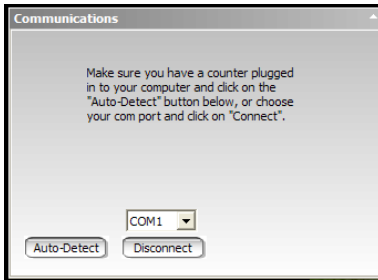 Communications
Make sure you have a counter plugged
in to your computer and click on the
"Auto-Detect" button below, or choose
your com port and click on "Connect".
COM1
Auto-Detect Disconnect